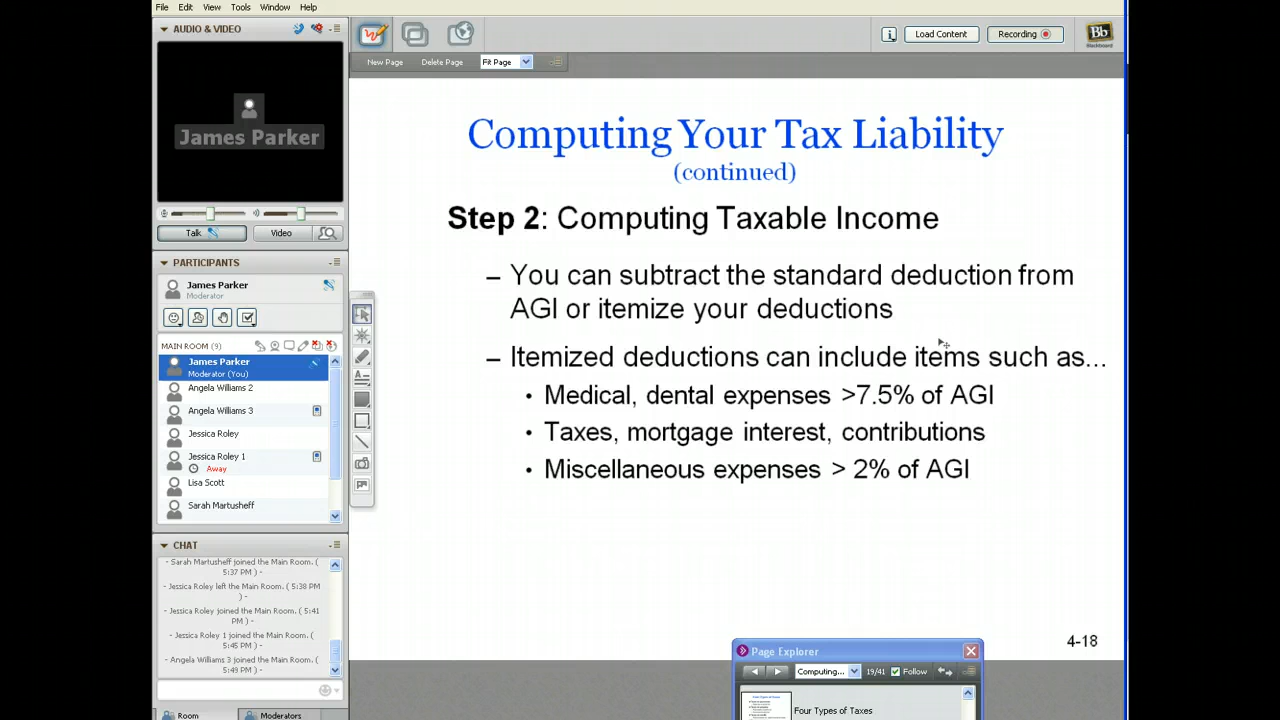 File Edit View Tools Window Help
AUDIO & VIDEO
James Parker
Talk
Video
PARTICIPANTS
James Parker
Moderator
MAIN ROOM (9)
James Parker
Moderator (You)
Angela Williams 2
Angela Williams 3
Jessica Roley
Jessica Roley 1
Away
Lisa Scott
Sarah Martusheff
CHAT
- Sarah Martusheff joined the Main Room. ( 5:37 PM ) -
- Jessica Roley left the Main Room. ( 5:38 PM ) -
- Jessica Roley joined the Main Room. ( 5:41 PM ) -
- Jessica Roley 1 joined the Main Room. ( 5:45 PM ) -
- Angela Williams 3 joined the Main Room. ( 5:49 PM ) -
Room
Moderators
Load Content
Recording
Bb
Blackboard
New Page Delete Page Fit Page
Computing Your Tax Liability
(continued)
Step 2: Computing Taxable Income
– You can subtract the standard deduction from
AGI or itemize your deductions
– Itemized deductions can include items such as...
• Medical, dental expenses >7.5% of AGI
• Taxes, mortgage interest, contributions
• Miscellaneous expenses > 2% of AGI
4-18
Page Explorer
Computing... 19/41 Follow
Four Types of Taxes